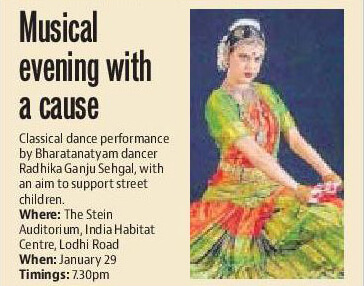 Musical
evening with
a cause
Classical dance performance
by Bharatanatyam dancer
Radhika Ganju Sehgal, with
an aim to support street
children.
Where: The Stein
Auditorium, India Habitat
Centre, Lodhi Road
When: January 29
Timings: 7.30pm